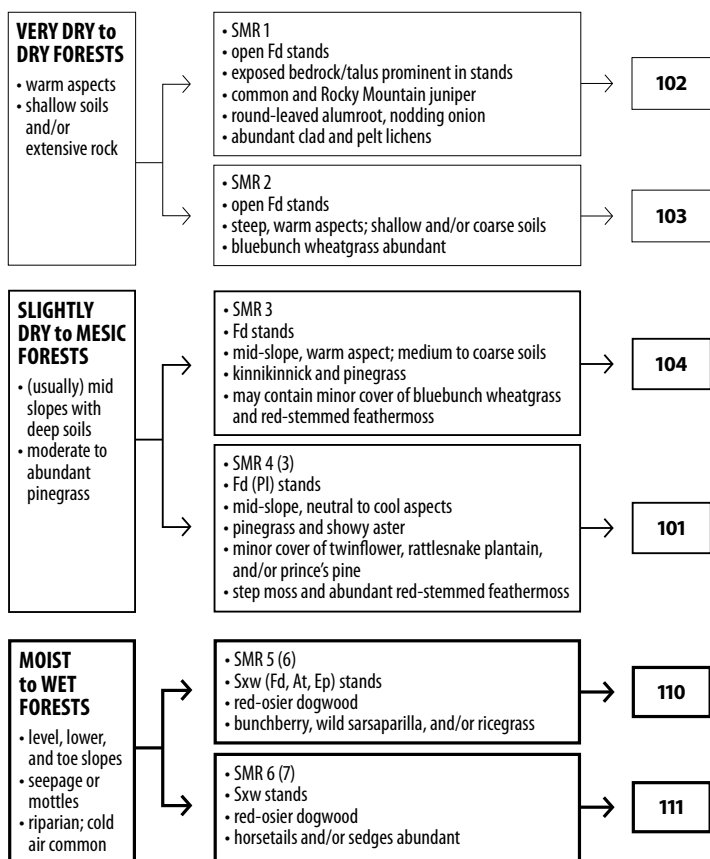 VERY DRY to
DRY FORESTS
• warm aspects
• shallow soils
and/or
extensive rock
• SMR 1
• open Fd stands
• exposed bedrock/talus prominent in stands
• common and Rocky Mountain juniper
• round-leaved alumroot, nodding onion
• abundant clad and pelt lichens
102
• SMR 2
• open Fd stands
• steep, warm aspects; shallow and/or coarse soils
• bluebunch wheatgrass abundant
103
SLIGHTLY
DRY to MESIC
FORESTS
• (usually) mid
slopes with
deep soils
• moderate to
abundant
pinegrass
• SMR 3
• Fd stands
• mid-slope, warm aspect; medium to coarse soils
• kinnikinnick and pinegrass
• may contain minor cover of bluebunch wheatgrass
and red-stemmed feathermoss
104
• SMR 4 (3)
• Fd (Pl) stands
• mid-slope, neutral to cool aspects
• pinegrass and showy aster
• minor cover of twinflower, rattlesnake plantain,
and/or prince's pine
• step moss and abundant red-stemmed feathermoss
101
MOIST
to WET
FORESTS
• level, lower,
and toe slopes
• seepage or
mottles
• riparian; cold
air common
• SMR 5 (6)
• Sxw (Fd, At, Ep) stands
• red-osier dogwood
• bunchberry, wild sarsaparilla, and/or ricegrass
110
• SMR 6 (7)
• Sxw stands
• red-osier dogwood
• horsetails and/or sedges abundant
111